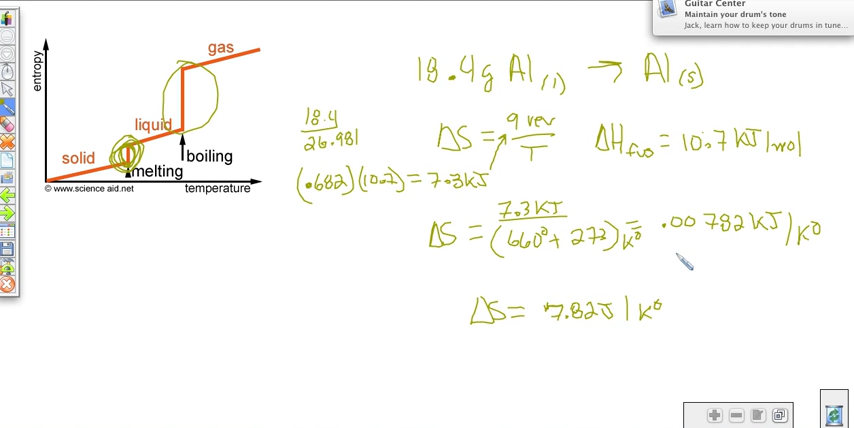 Guitar Center
Maintain your drum's tone
Jack, learn how to keep your drums in tune...
entropy
gas
liquid
solid
boiling
melting
temperature
© www.science aid.net
18.4g Al(l) → Al(s)
18.4
26.981
ΔS = q rev
T
ΔHfus = 10.7 KJ/mol
(.682)(10.7) = 7.3KJ
ΔS = 7.3 KJ
(660° + 273) K° = .00782 KJ/K°
ΔS = 7.82J/K°